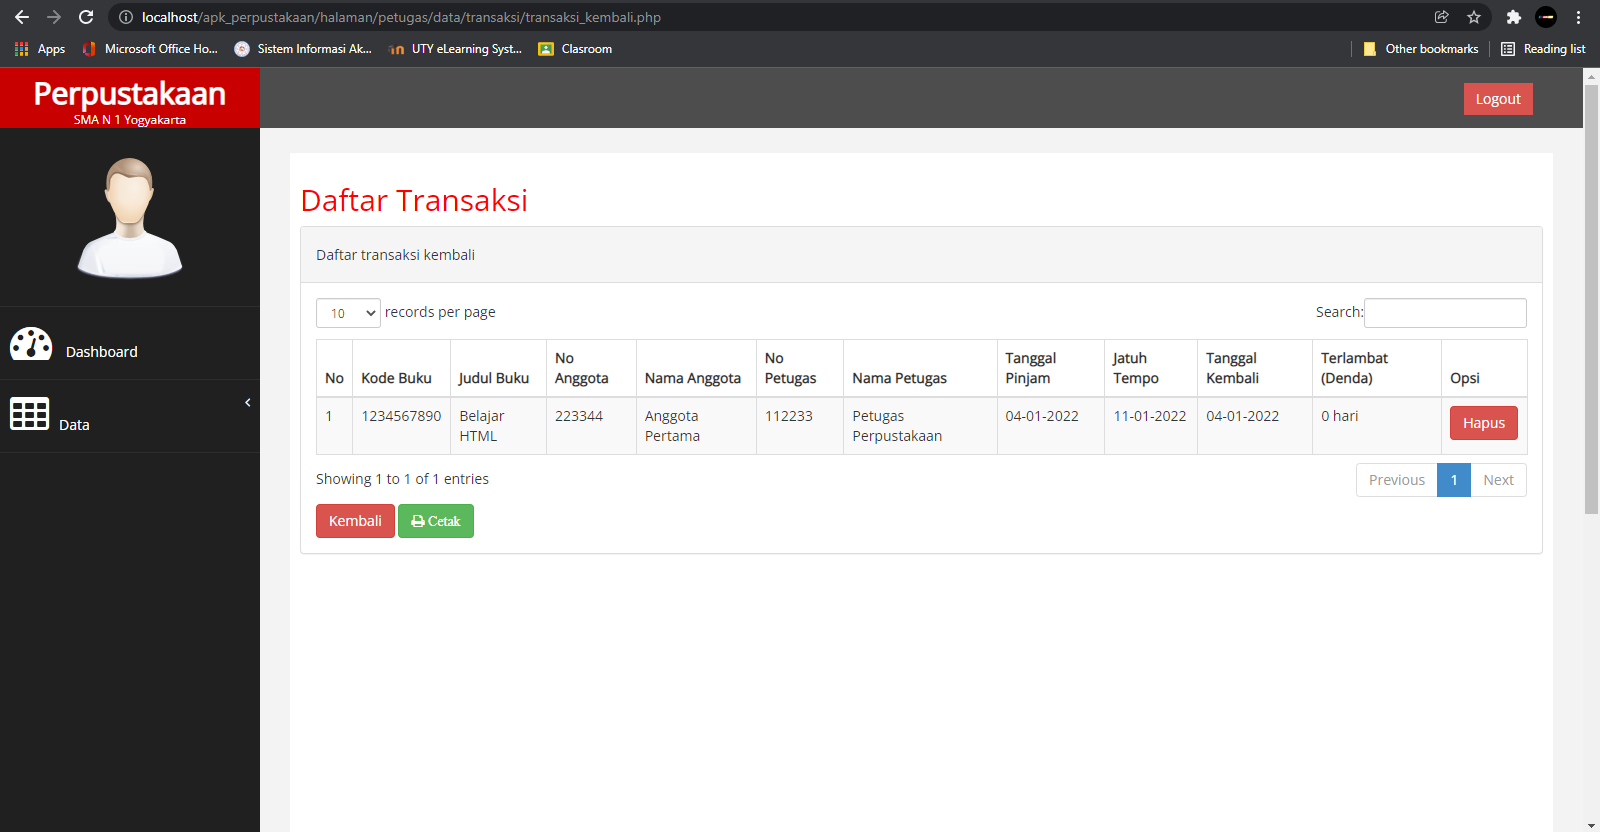 localhost/apk_perpustakaan/halaman/petugas/data/transaksi/transaksi_kembali.php
Apps Microsoft Office Ho... Sistem Informasi Ak... UTY eLearning Syst... Clasroom Other bookmarks Reading list
Perpustakaan
SMA N 1 Yogyakarta
Logout
Dashboard
Data
Daftar Transaksi
Daftar transaksi kembali
10 records per page Search:
No Kode Buku Judul Buku No Anggota Nama Anggota No Petugas Nama Petugas Tanggal Pinjam Jatuh Tempo Tanggal Kembali Terlambat (Denda) Opsi
1 1234567890 Belajar HTML 223344 Anggota Pertama 112233 Petugas Perpustakaan 04-01-2022 11-01-2022 04-01-2022 0 hari Hapus
Showing 1 to 1 of 1 entries Previous 1 Next
Kembali Cetak